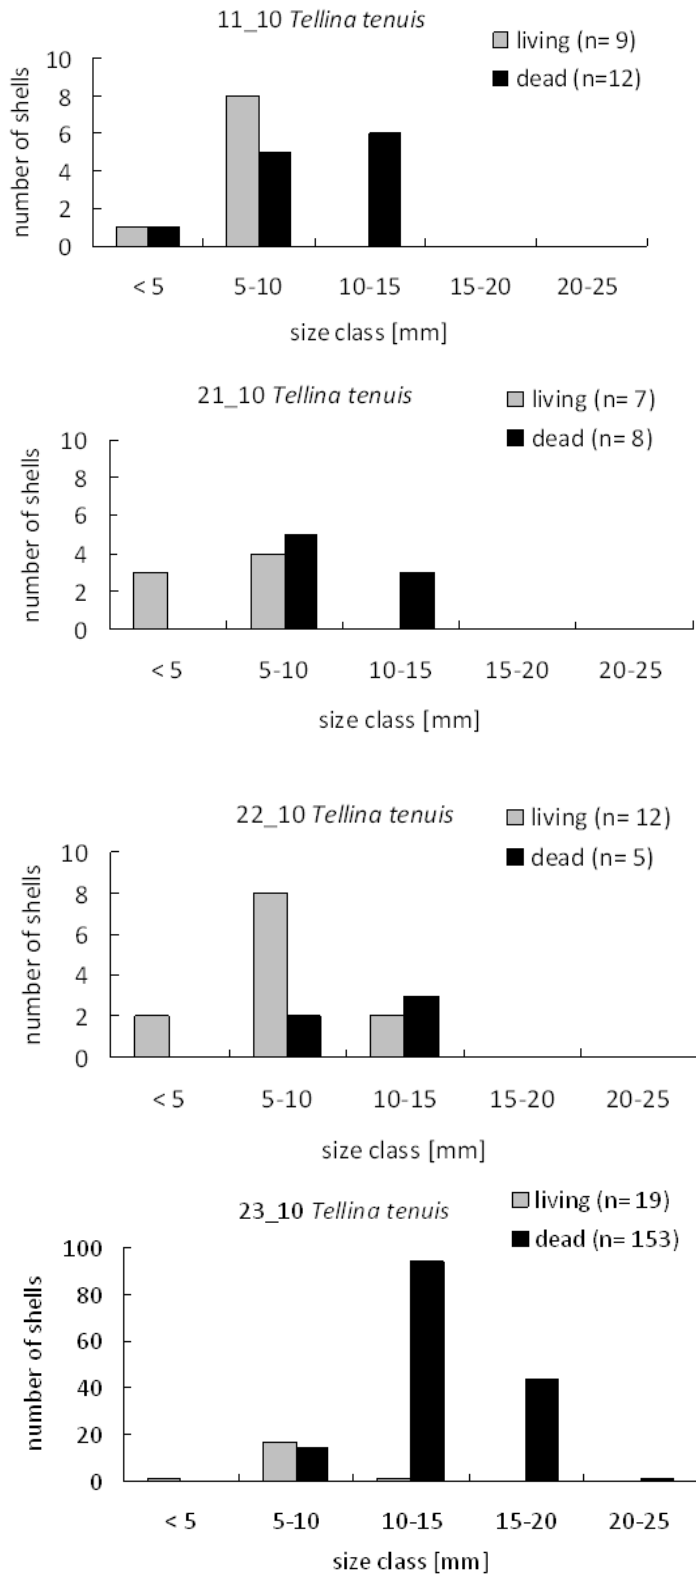 11_10 Tellina tenuis
living (n= 9)
dead (n=12)
number of shells
10
8
6
4
2
0
< 5 5-10 10-15 15-20 20-25
size class [mm]
21_10 Tellina tenuis
living (n= 7)
dead (n= 8)
number of shells
10
8
6
4
2
0
< 5 5-10 10-15 15-20 20-25
size class [mm]
22_10 Tellina tenuis
living (n= 12)
dead (n= 5)
number of shells
10
8
6
4
2
0
< 5 5-10 10-15 15-20 20-25
size class [mm]
23_10 Tellina tenuis
living (n= 19)
dead (n= 153)
number of shells
100
80
60
40
20
0
< 5 5-10 10-15 15-20 20-25
size class [mm]